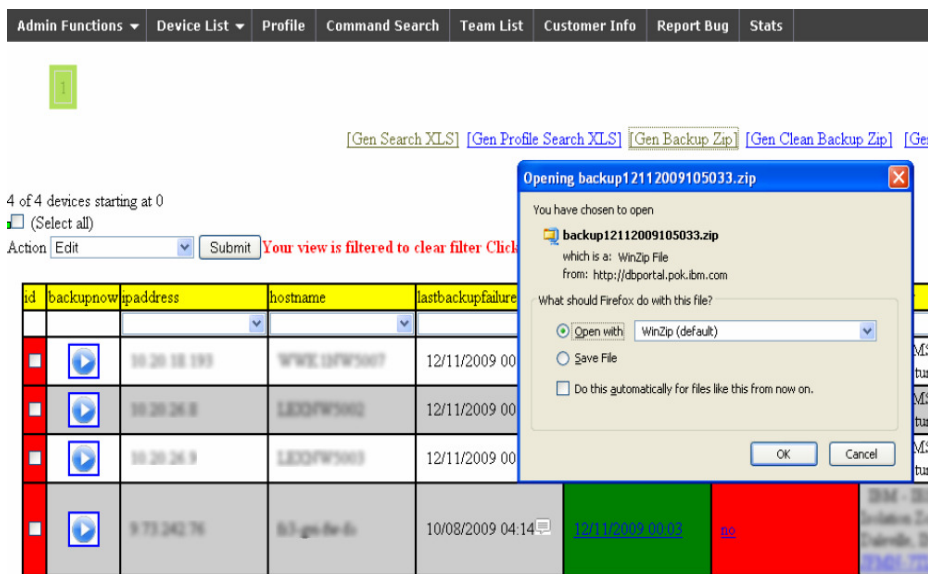 Admin Functions Device List Profile Command Search Team List Customer Info Report Bug Stats
1
[Gen Search XLS] [Gen Profile Search XLS] [Gen Backup Zip] [Gen Clean Backup Zip] [Ge
4 of 4 devices starting at 0
(Select all)
Action Edit Submit Your view is filtered to clear filter Click
Opening backup12112009105033.zip
You have chosen to open
backup12112009105033.zip
which is a: WinZip File
from: http://dbportal.pok.ibm.com
What should Firefox do with this file?
Open with WinZip (default)
Save File
Do this automatically for files like this from now on.
OK Cancel
id backupnow ipaddress hostname lastbackupfailure
12/11/2009 00
12/11/2009 00
12/11/2009 00
10/08/2009 04:14 12/11/2009 00:03 no